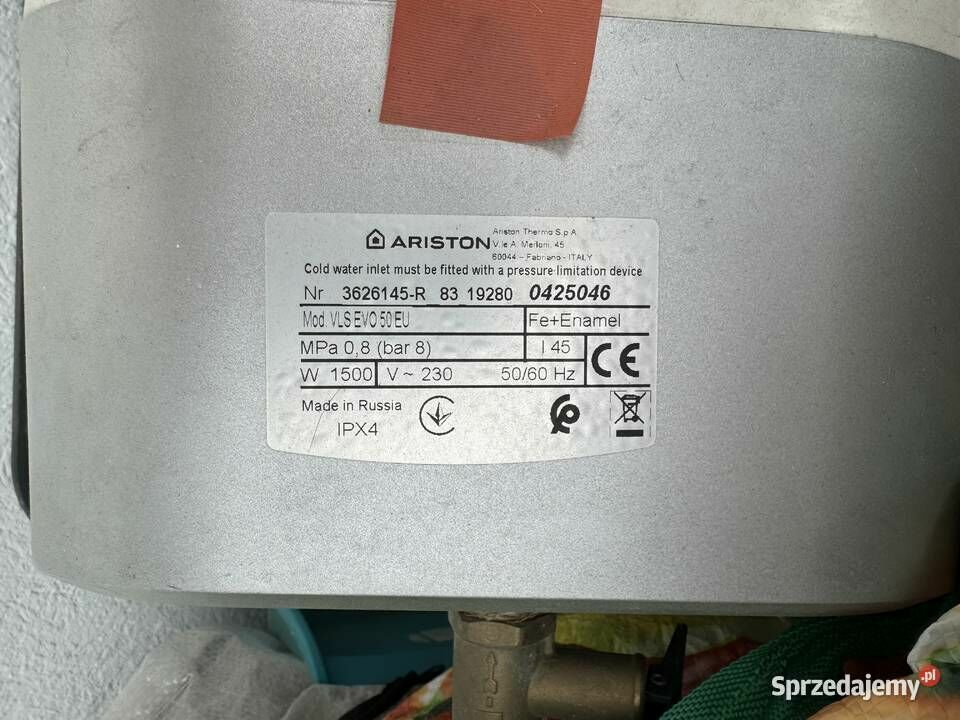 ARISTON
Ariston Thermo S.p.A.
V.le A. Merloni, 45
60044 – Fabriano - ITALY
Cold water inlet must be fitted with a pressure limitation device
Nr 3626145-R 83 19280 0425046
Mod. VLS EVO 50 EU
Fe+Enamel
MPa 0,8 (bar 8)
l 45
CE
W 1500
V ~ 230 50/60 Hz
Made in Russia
IPX4
Sprzedajemy.pl